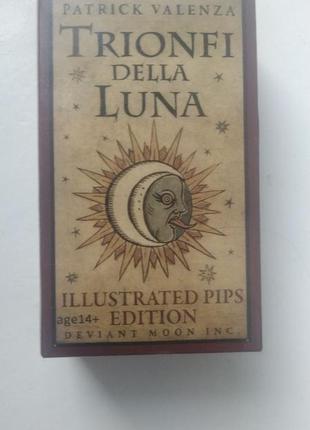 PATRICK VALENZA
TRIONFI
DELLA
LUNA
ILLUSTRATED PIPS
age14+ EDITION
DEVIANT MOON INC.